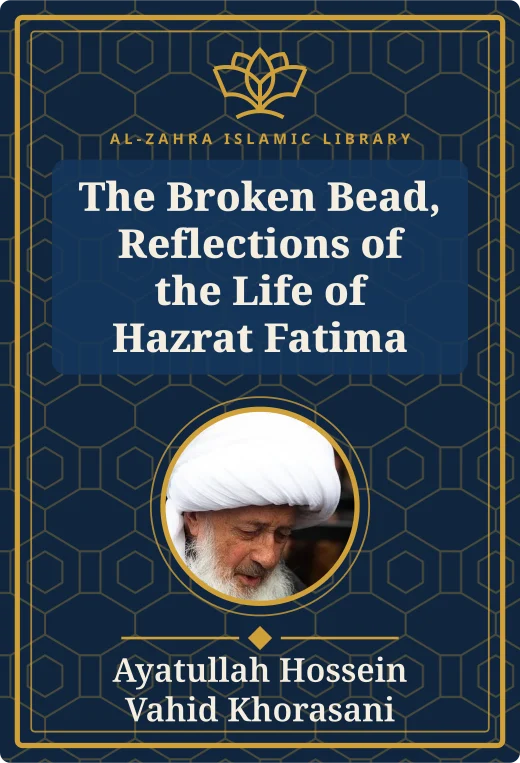 AL-ZAHRA ISLAMIC LIBRARY
The Broken Bead,
Reflections of
the Life of
Hazrat Fatima
Ayatullah Hossein
Vahid Khorasani